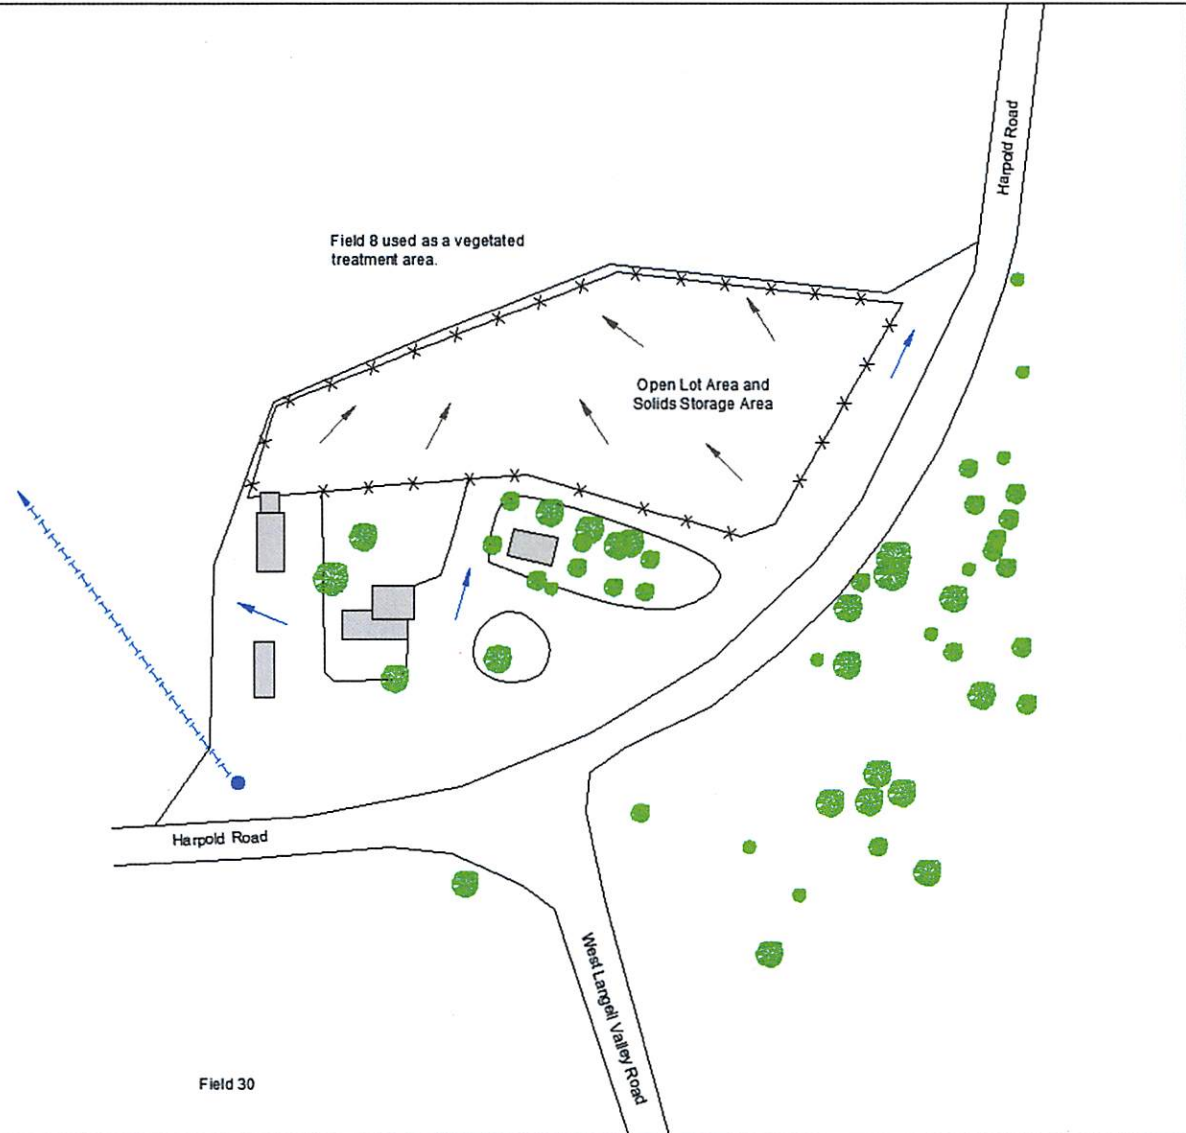 Harpold Road
Field 8 used as a vegetated
treatment area.
Open Lot Area and
Solids Storage Area
Harpold Road
West Langell Valley Road
Field 30